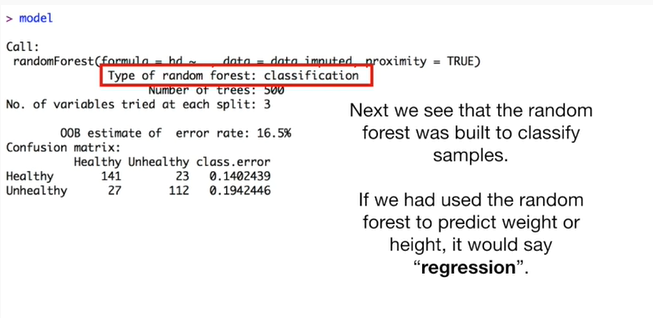 > model
Call:
randomForest(formula = hd ~ ., data = data.imputed, proximity = TRUE)
Type of random forest: classification
Number of trees: 500
No. of variables tried at each split: 3
OOB estimate of  error rate: 16.5%
Confusion matrix:
Healthy Unhealthy class.error
Healthy 141 23 0.1402439
Unhealthy 27 112 0.1942446
Next we see that the random
forest was built to classify
samples.
If we had used the random
forest to predict weight or
height, it would say
“regression”.